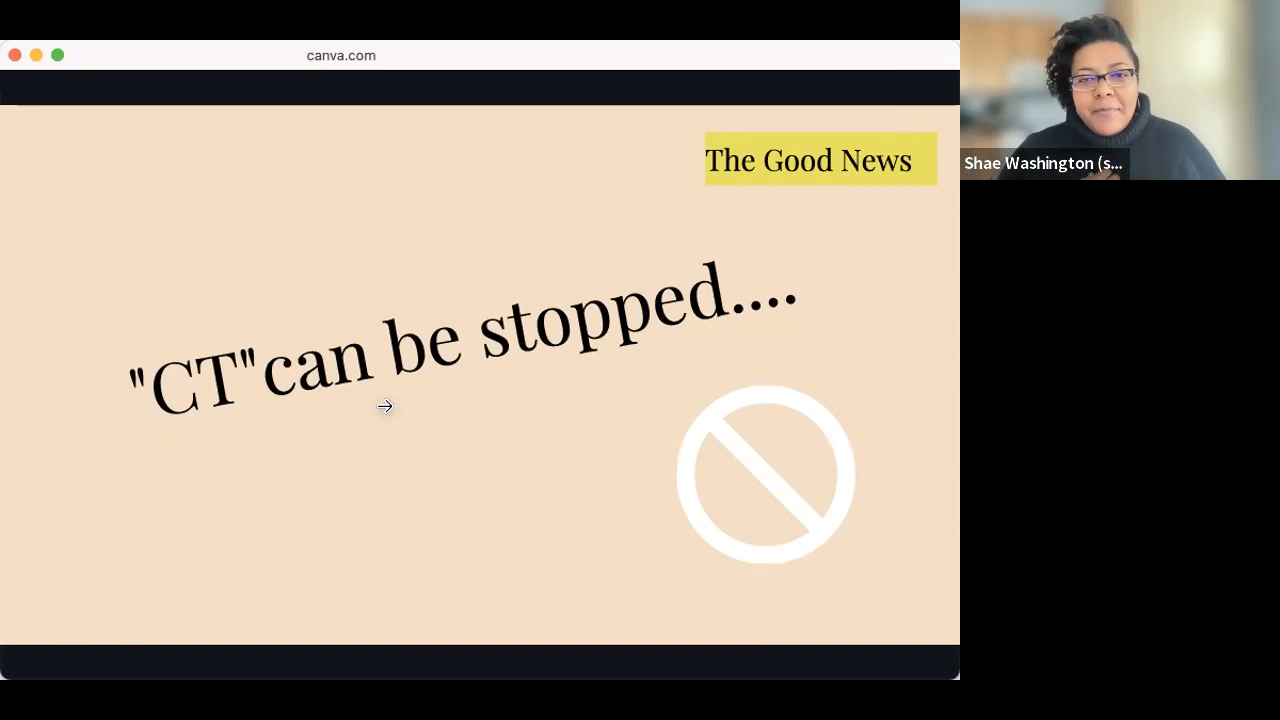 canva.com
The Good News
"CT"can be stopped....
Shae Washington (s...